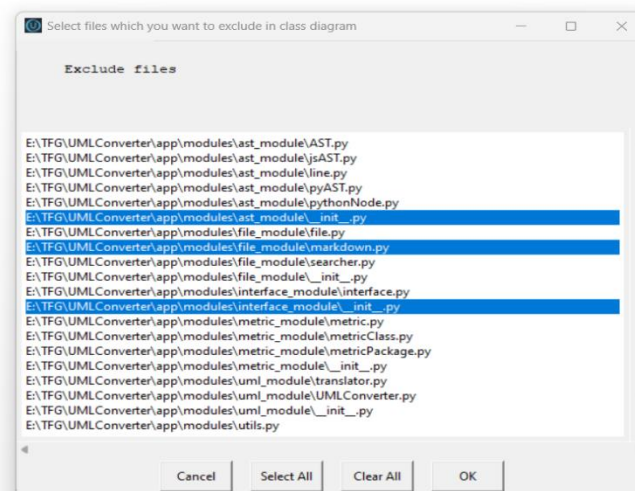 Select files which you want to exclude in class diagram
Exclude files
E:\TFG\UMLConverter\app\modules\ast_module\AST.py
E:\TFG\UMLConverter\app\modules\ast_module\jsAST.py
E:\TFG\UMLConverter\app\modules\ast_module\line.py
E:\TFG\UMLConverter\app\modules\ast_module\pyAST.py
E:\TFG\UMLConverter\app\modules\ast_module\pythonNode.py
E:\TFG\UMLConverter\app\modules\ast_module\__init__.py
E:\TFG\UMLConverter\app\modules\file_module\file.py
E:\TFG\UMLConverter\app\modules\file_module\markdown.py
E:\TFG\UMLConverter\app\modules\file_module\searcher.py
E:\TFG\UMLConverter\app\modules\file_module\__init__.py
E:\TFG\UMLConverter\app\modules\interface_module\interface.py
E:\TFG\UMLConverter\app\modules\interface_module\__init__.py
E:\TFG\UMLConverter\app\modules\metric_module\metric.py
E:\TFG\UMLConverter\app\modules\metric_module\metricClass.py
E:\TFG\UMLConverter\app\modules\metric_module\metricPackage.py
E:\TFG\UMLConverter\app\modules\metric_module\__init__.py
E:\TFG\UMLConverter\app\modules\uml_module\translator.py
E:\TFG\UMLConverter\app\modules\uml_module\UMLConverter.py
E:\TFG\UMLConverter\app\modules\uml_module\__init__.py
E:\TFG\UMLConverter\app\modules\utils.py
Cancel Select All Clear All OK